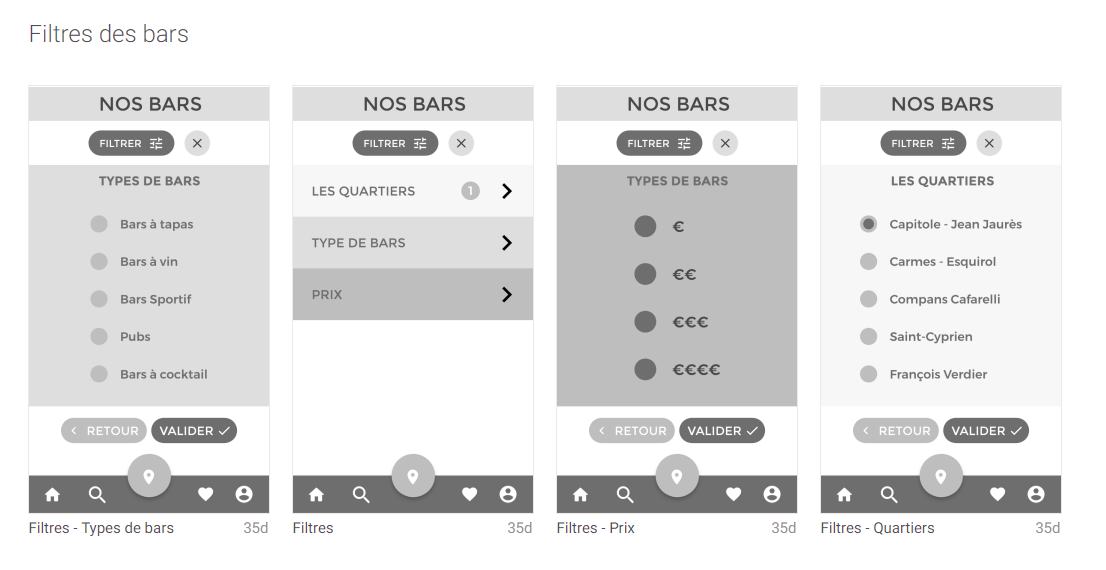 Filtres des bars
NOS BARS
FILTRER
TYPES DE BARS
Bars à tapas
Bars à vin
Bars Sportif
Pubs
Bars à cocktail
RETOUR
VALIDER
Filtres - Types de bars
35d
NOS BARS
FILTRER
LES QUARTIERS 1
TYPE DE BARS
PRIX
Filtres
35d
NOS BARS
FILTRER
TYPES DE BARS
€
€€
€€€
€€€€
RETOUR
VALIDER
Filtres - Prix
35d
NOS BARS
FILTRER
LES QUARTIERS
Capitole - Jean Jaurès
Carmes - Esquirol
Compans Cafarelli
Saint-Cyprien
François Verdier
RETOUR
VALIDER
Filtres - Quartiers
35d